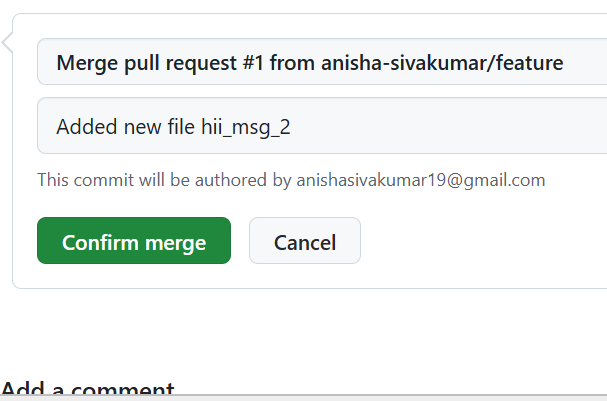 Merge pull request #1 from anisha-sivakumar/feature
Added new file hii_msg_2
This commit will be authored by anishasivakumar19@gmail.com
Confirm merge
Cancel
Add a comment